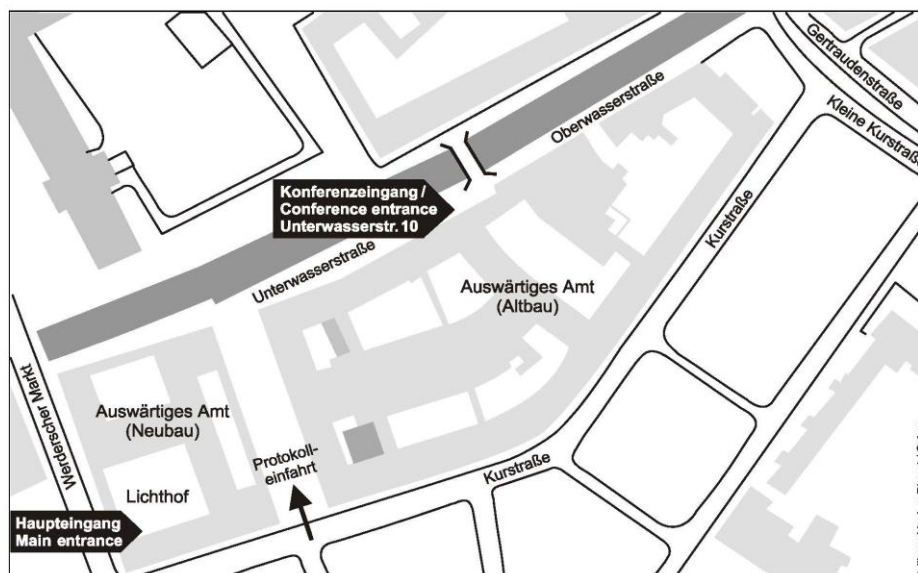 Gertraudenstraße
Kleine Kurstraße
Oberwasserstraße
Konferenzeingang /
Conference entrance
Unterwasserstr. 10
Kurstraße
Unterwasserstraße
Auswärtiges Amt
(Altbau)
Werderscher Markt
Auswärtiges Amt
(Neubau)
Protokoll-
einfahrt
Kurstraße
Lichthof
Haupteingang
Main entrance